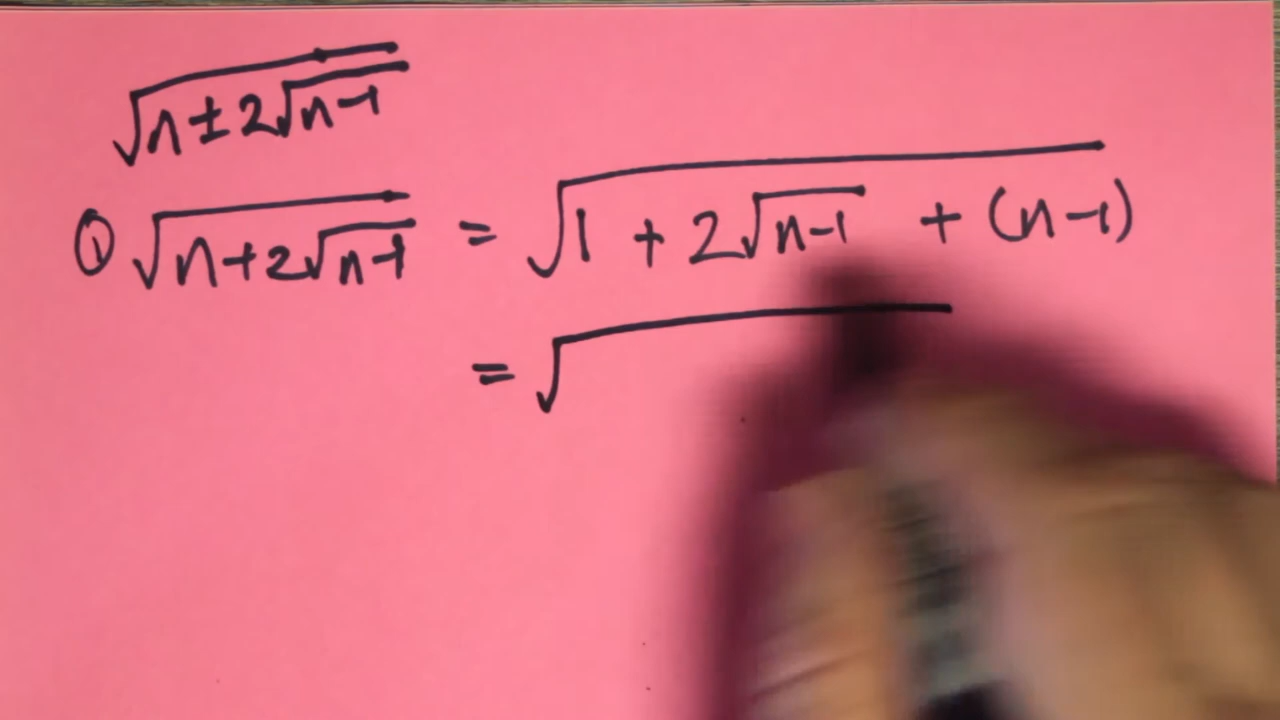 √(n±2√(n-1))
① √(n+2√(n-1)) = √(1 + 2√(n-1) + (n-1))
= √